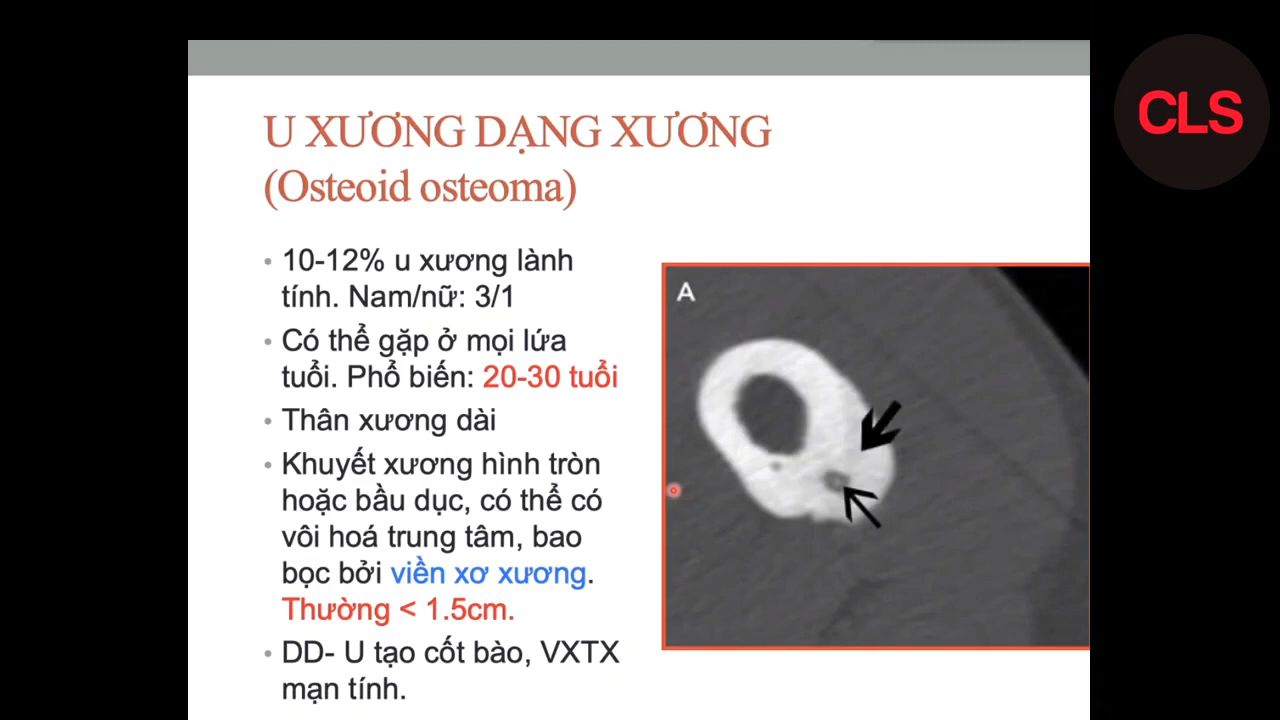 U XƯƠNG DẠNG XƯƠNG
(Osteoid osteoma)
• 10-12% u xương lành
tính. Nam/nữ: 3/1
• Có thể gặp ở mọi lứa
tuổi. Phổ biến: 20-30 tuổi
• Thân xương dài
• Khuyết xương hình tròn
hoặc bầu dục, có thể có
vôi hoá trung tâm, bao
bọc bởi viền xơ xương.
Thường < 1.5cm.
• DD- U tạo cốt bào, VXTX
mạn tính.
A
CLS